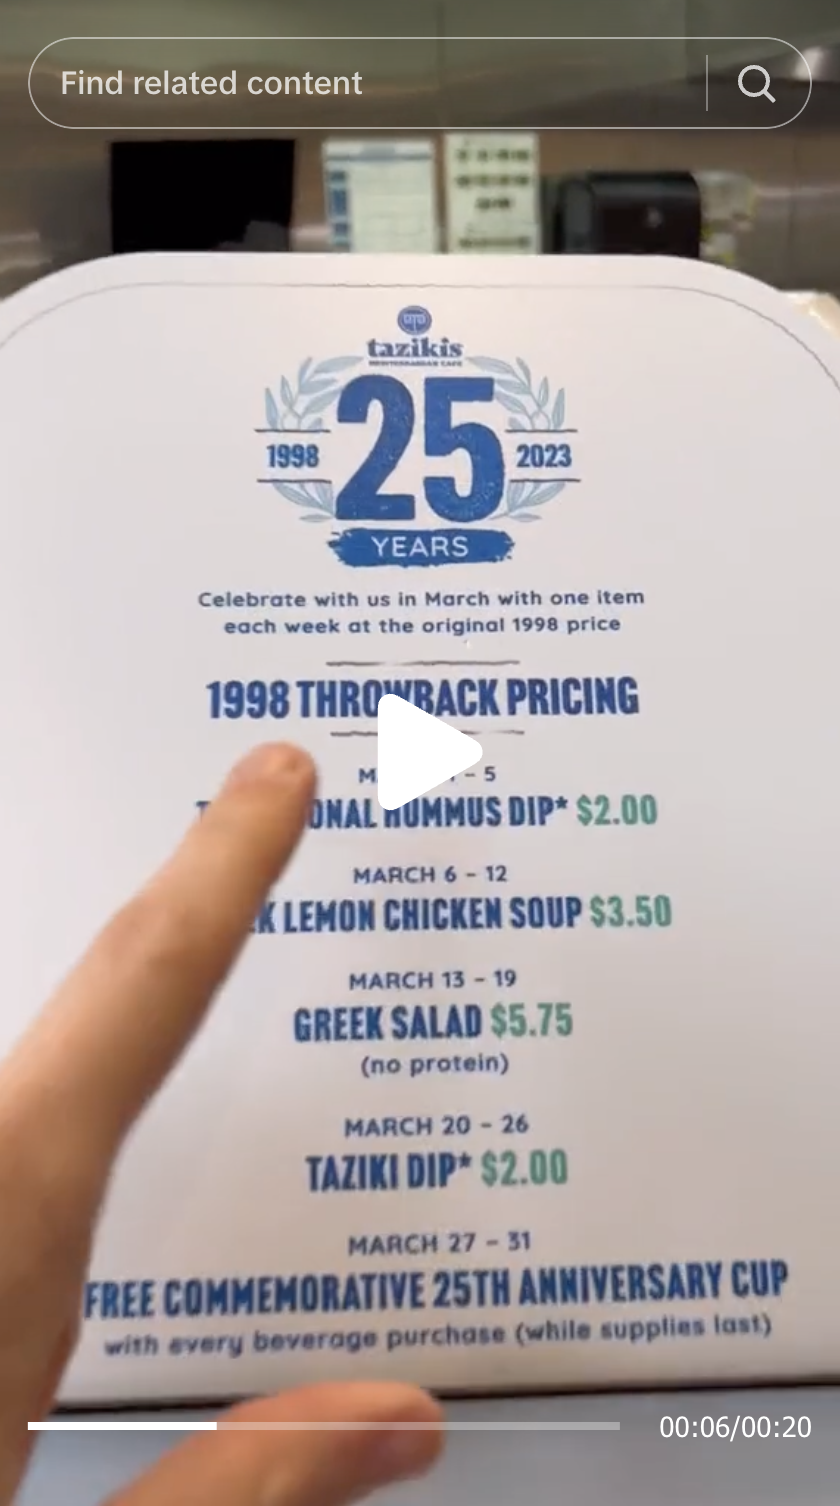 Find related content
tazikis
MEDITERRANEAN CAFE
25
1998
2023
YEARS
Celebrate with us in March with one item
each week at the original 1998 price
1998 THROWBACK PRICING
– 5
HUMMUS DIP* $2.00
MARCH 6 – 12
LEMON CHICKEN SOUP $3.50
MARCH 13 – 19
GREEK SALAD $5.75
(no protein)
MARCH 20 – 26
TAZIKI DIP* $2.00
MARCH 27 – 31
FREE COMMEMORATIVE 25TH ANNIVERSARY CUP
with every beverage purchase (while supplies last)
00:06/00:20